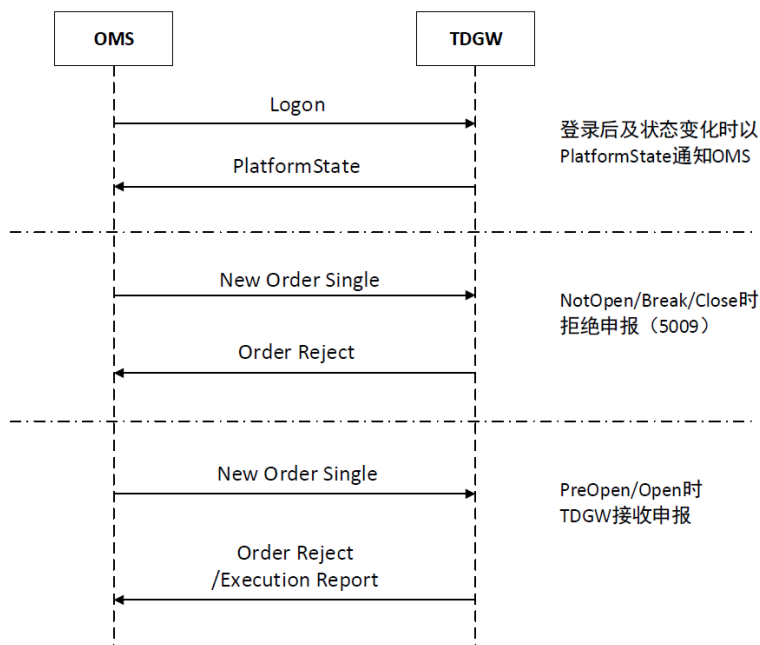 OMS
TDGW
Logon
登录后及状态变化时以
PlatformState通知OMS
PlatformState
New Order Single
NotOpen/Break/Close时
拒绝申报（5009）
Order Reject
New Order Single
PreOpen/Open时
TDGW接收申报
Order Reject
/Execution Report